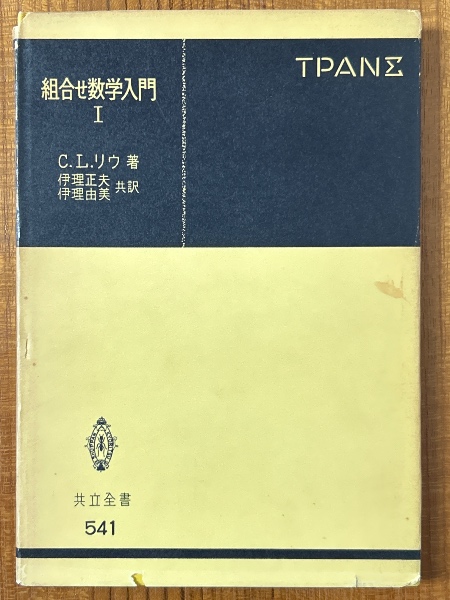 TPANΣ
組合せ数学入門
I
C.L.リウ 著
伊理正夫
伊理由美 共訳
共立全書
541